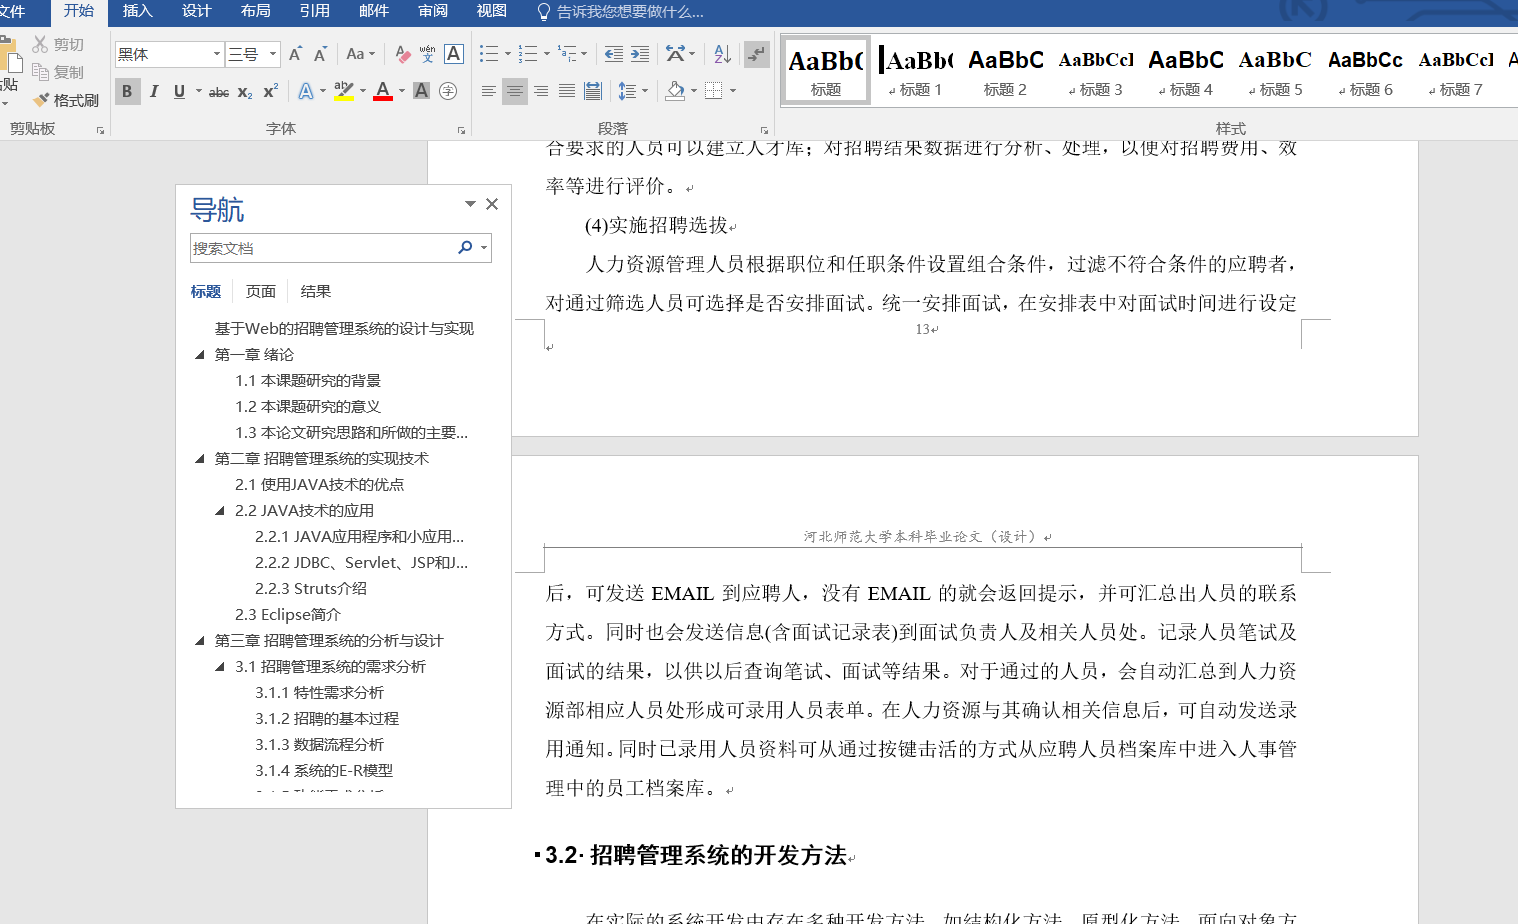 文件 开始 插入 设计 布局 引用 邮件 审阅 视图 告诉我您想要做什么...
剪切
复制
粘贴
格式刷
剪贴板
黑体 三号 A A Aa wén 文 A
B I U abc X₂ X² A aby A A 字
字体
段落
AaBb( AaBb( AaBbC AaBbCcI AaBbC AaBbC AaBbCc AaBbCcI
标题 标题 1 标题 2 标题 3 标题 4 标题 5 标题 6 标题 7
样式
导航
搜索文档
标题 页面 结果
基于Web的招聘管理系统的设计与实现
第一章 绪论
1.1 本课题研究的背景
1.2 本课题研究的意义
1.3 本论文研究思路和所做的主要...
第二章 招聘管理系统的实现技术
2.1 使用JAVA技术的优点
2.2 JAVA技术的应用
2.2.1 JAVA应用程序和小应用...
2.2.2 JDBC、Servlet、JSP和J...
2.2.3 Struts介绍
2.3 Eclipse简介
第三章 招聘管理系统的分析与设计
3.1 招聘管理系统的需求分析
3.1.1 特性需求分析
3.1.2 招聘的基本过程
3.1.3 数据流程分析
3.1.4 系统的E-R模型
合要求的人员可以建立人才库；对招聘结果数据进行分析、处理，以便对招聘费用、效
率等进行评价。
(4)实施招聘选拔
人力资源管理人员根据职位和任职条件设置组合条件，过滤不符合条件的应聘者，
对通过筛选人员可选择是否安排面试。统一安排面试，在安排表中对面试时间进行设定
13
河北师范大学本科毕业论文（设计）
后，可发送 EMAIL 到应聘人，没有 EMAIL 的就会返回提示，并可汇总出人员的联系
方式。同时也会发送信息(含面试记录表)到面试负责人及相关人员处。记录人员笔试及
面试的结果，以供以后查询笔试、面试等结果。对于通过的人员，会自动汇总到人力资
源部相应人员处形成可录用人员表单。在人力资源与其确认相关信息后，可自动发送录
用通知。同时已录用人员资料可从通过按键击活的方式从应聘人员档案库中进入人事管
理中的员工档案库。
3.2 招聘管理系统的开发方法
在实际的系统开发中存在多种开发方法，如结构化方法、原型化方法、面向对象方